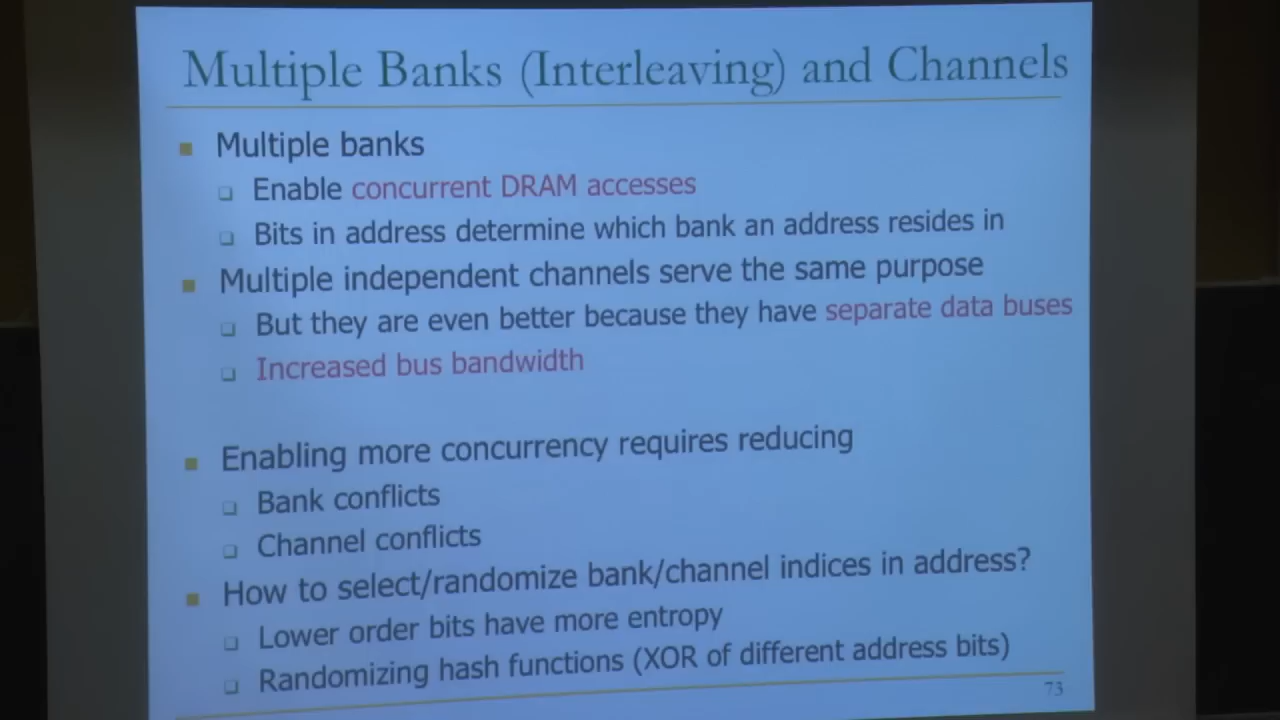 Multiple Banks (Interleaving) and Channels
Multiple banks
Enable concurrent DRAM accesses
Bits in address determine which bank an address resides in
Multiple independent channels serve the same purpose
But they are even better because they have separate data buses
Increased bus bandwidth
Enabling more concurrency requires reducing
Bank conflicts
Channel conflicts
How to select/randomize bank/channel indices in address?
Lower order bits have more entropy
Randomizing hash functions (XOR of different address bits)
73